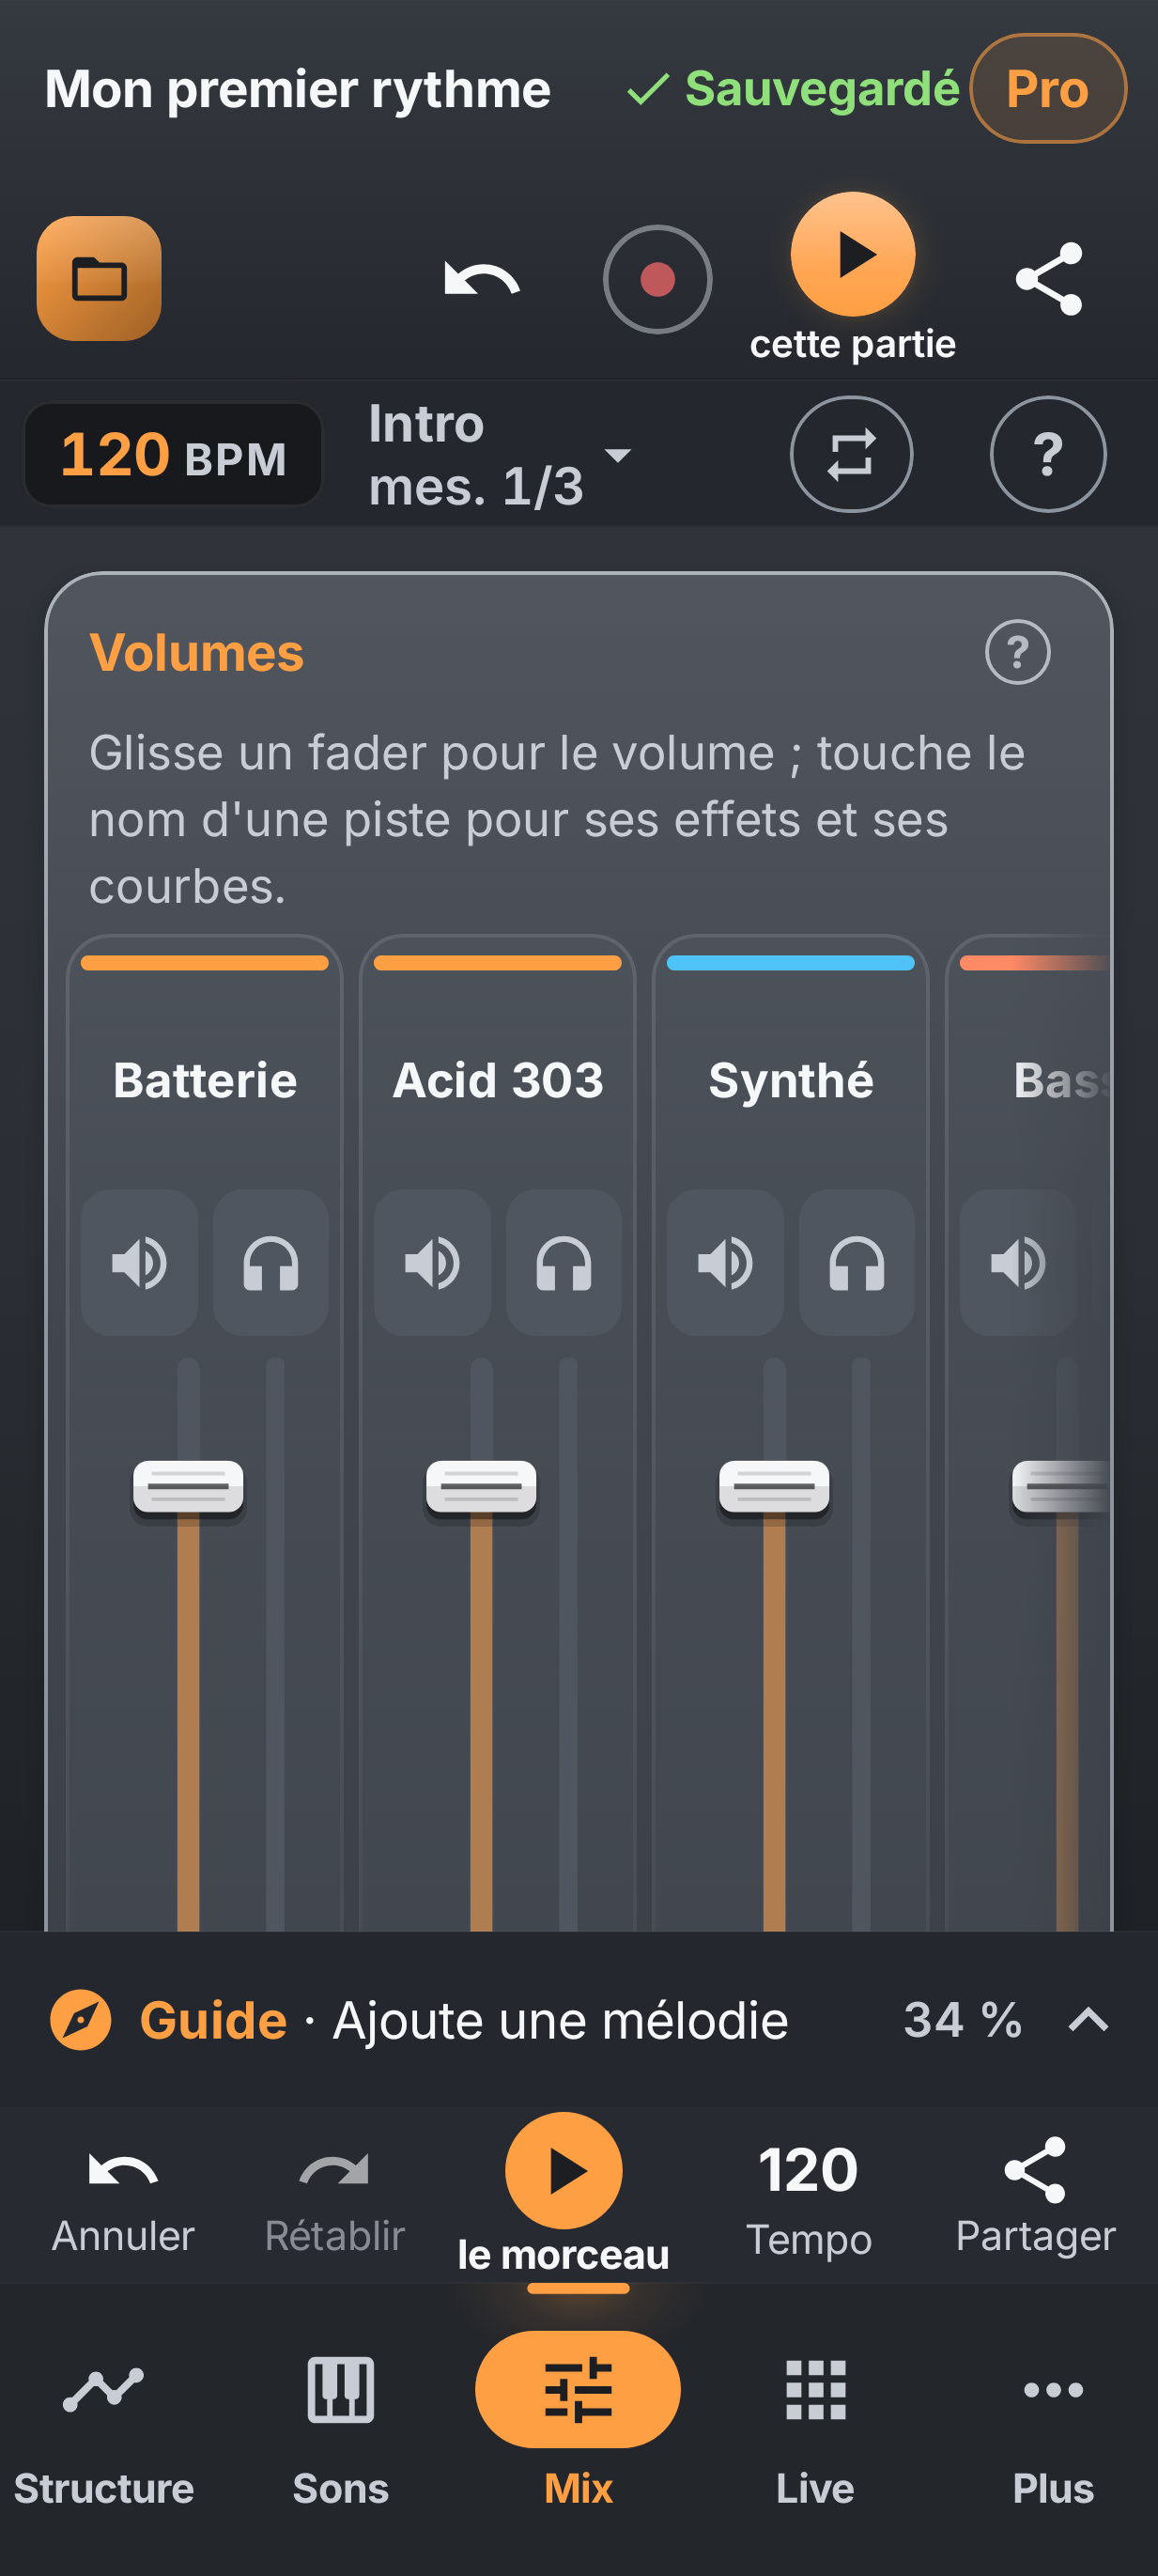 Mon premier rythme
Sauvegardé
Pro
cette partie
120 BPM
Intro
mes. 1/3
?
Volumes
?
Glisse un fader pour le volume ; touche le
nom d'une piste pour ses effets et ses
courbes.
Batterie
Acid 303
Synthé
Bas
Guide · Ajoute une mélodie
34 %
Annuler
Rétablir
le morceau
120
Tempo
Partager
Structure
Sons
Mix
Live
Plus